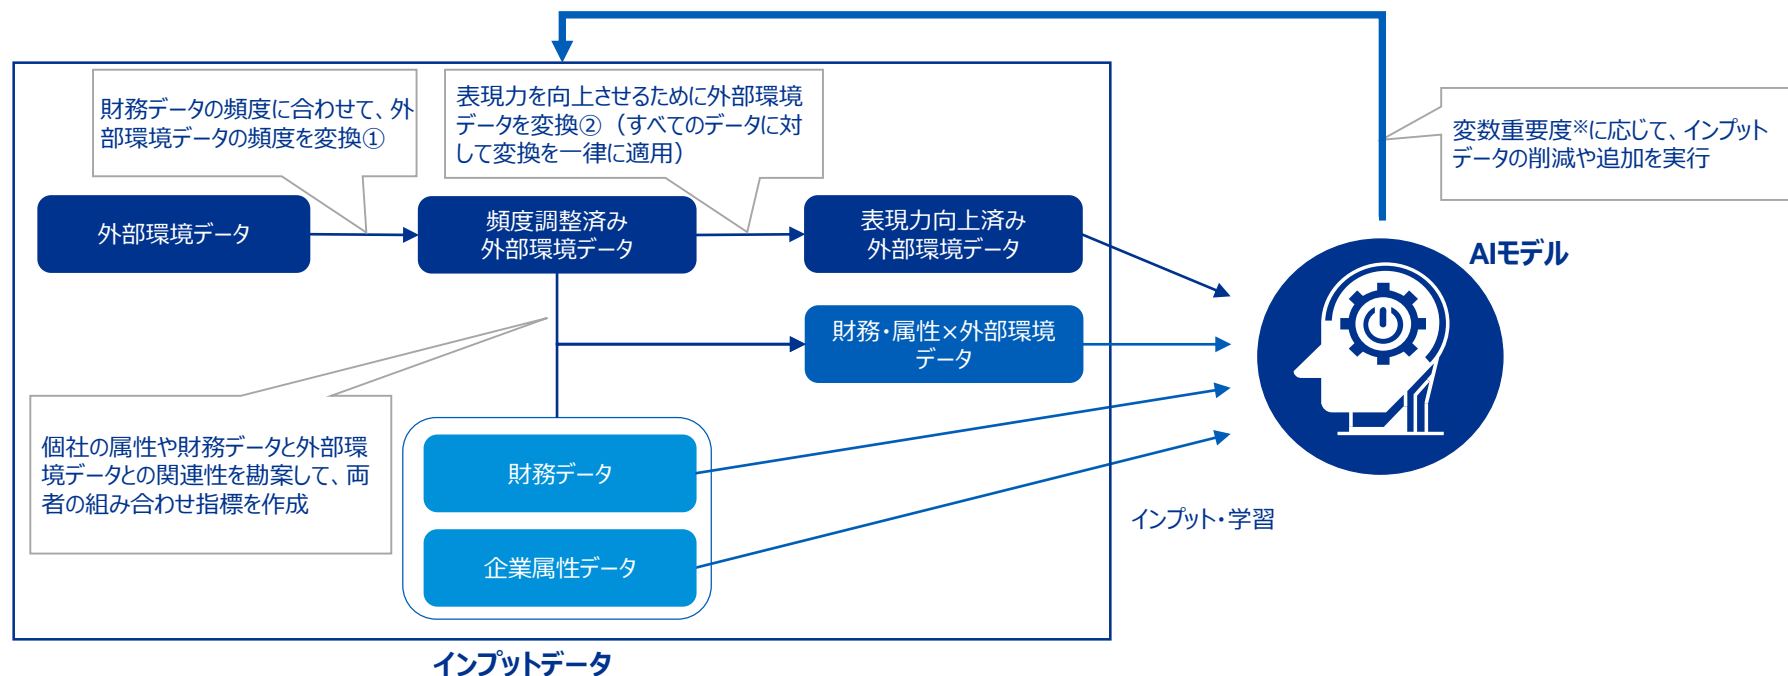 財務データの頻度に合わせて、外
部環境データの頻度を変換①
表現力を向上させるために外部環境
データを変換②（すべてのデータに対
して変換を一律に適用）
変数重要度※に応じて、インプット
データの削減や追加を実行
外部環境データ
頻度調整済み
外部環境データ
表現力向上済み
外部環境データ
AIモデル
財務・属性×外部環境
データ
個社の属性や財務データと外部環
境データとの関連性を勘案して、両
者の組み合わせ指標を作成
財務データ
企業属性データ
インプット・学習
インプットデータ